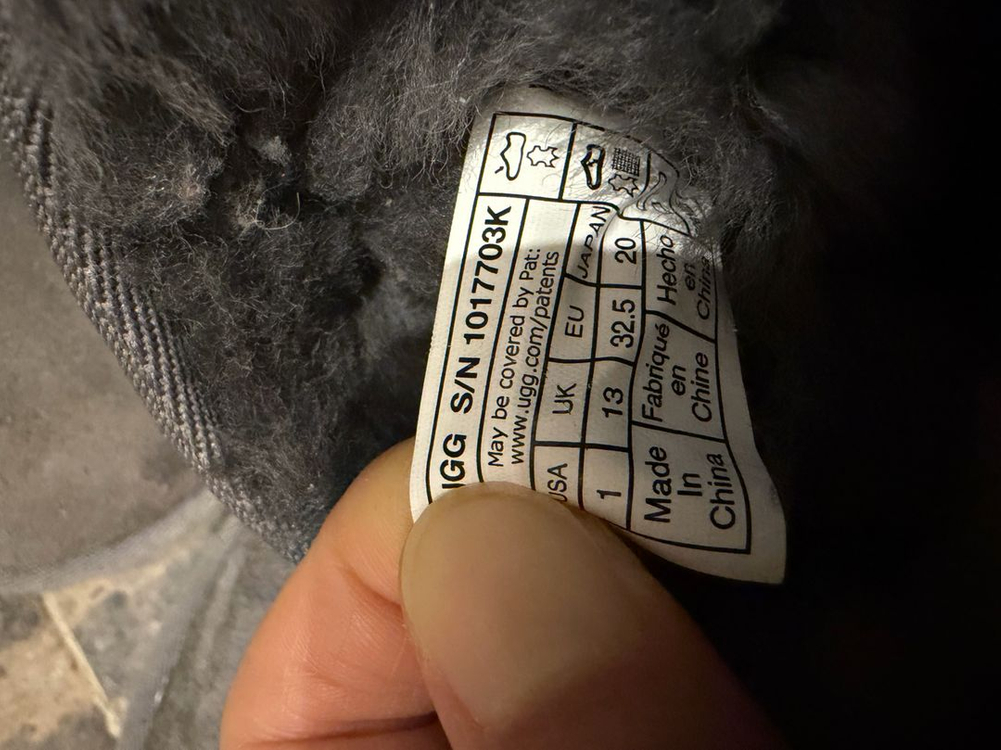 UGG S/N 1017703K
May be covered by Pat:
www.ugg.com/patents
USA UK EU JAPAN
1 13 32.5 20
Made In China
Fabriqué en Chine
Hecho en China